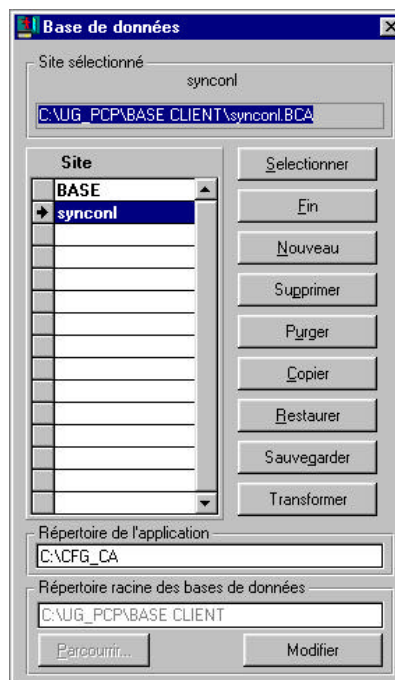 Base de données
Site sélectionné
synconl
C:\UG_PCP\BASE CLIENT\synconl.BCA
Site
BASE
synconl
Selectionner
Fin
Nouveau
Supprimer
Purger
Copier
Restaurer
Sauvegarder
Transformer
Répertoire de l'application
C:\CFG_CA
Répertoire racine des bases de données
C:\UG_PCP\BASE CLIENT
Parcourrir...
Modifier